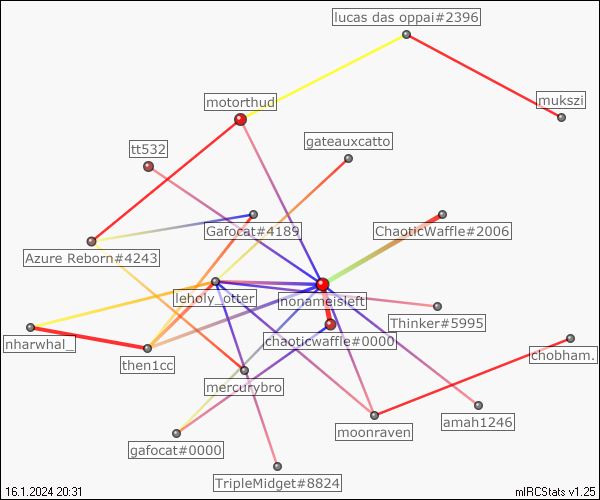 lucas das oppai#2396
mukszi
motorthud
gateauxcatto
tt532
Gafocat#4189
ChaoticWaffle#2006
Azure Reborn#4243
leholy_otter
nonameisleft
Thinker#5995
nharwhal_
chaoticwaffle#0000
chobham.
then1cc
mercurybro
amah1246
moonraven
gafocat#0000
TripleMidget#8824
16.1.2024 20:31
mIRCStats v1.25